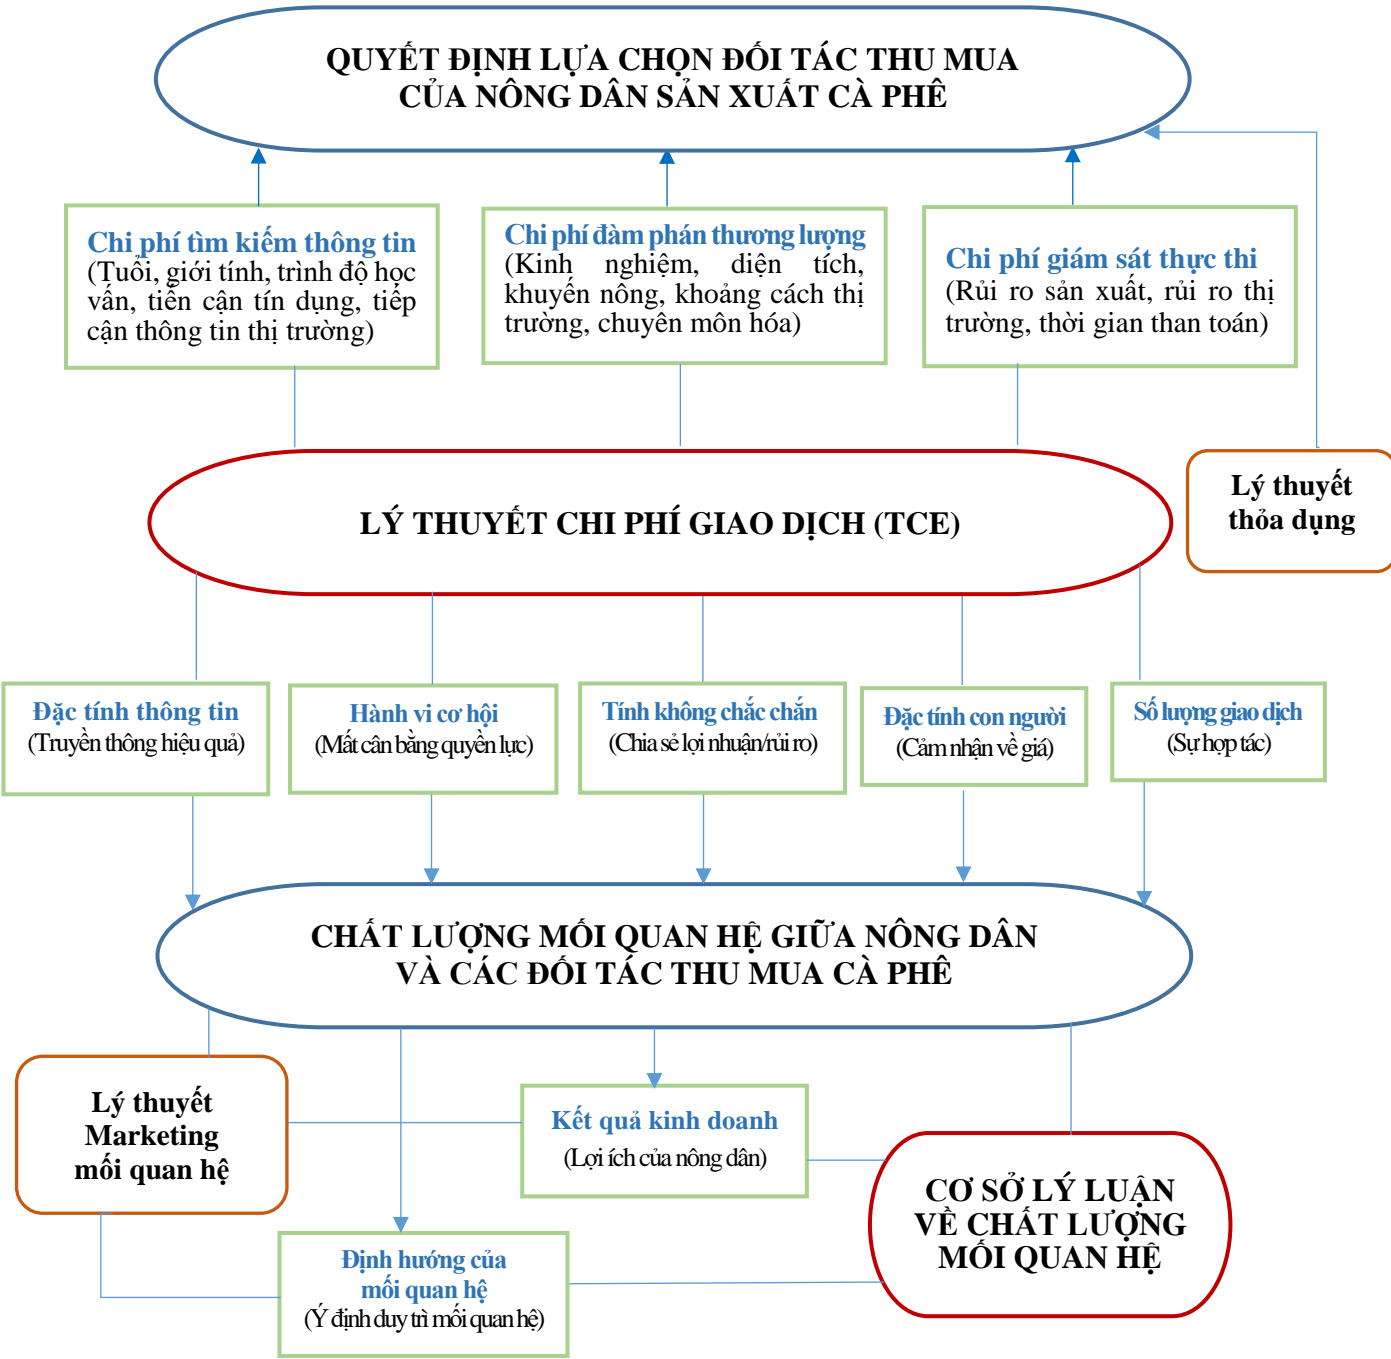 QUYẾT ĐỊNH LỰA CHỌN ĐỐI TÁC THU MUA
CỦA NÔNG DÂN SẢN XUẤT CÀ PHÊ
Chi phí tìm kiếm thông tin
(Tuổi, giới tính, trình độ học
vấn, tiến cận tín dụng, tiếp
cận thông tin thị trường)
Chi phí đàm phán thương lượng
(Kinh nghiệm, diện tích,
khuyến nông, khoảng cách thị
trường, chuyên môn hóa)
Chi phí giám sát thực thi
(Rủi ro sản xuất, rủi ro thị
trường, thời gian than toán)
LÝ THUYẾT CHI PHÍ GIAO DỊCH (TCE)
Lý thuyết
thỏa dụng
Đặc tính thông tin
(Truyền thông hiệu quả)
Hành vi cơ hội
(Mất cân bằng quyền lực)
Tính không chắc chắn
(Chia sẻ lợi nhuận/rủi ro)
Đặc tính con người
(Cảm nhận về giá)
Số lượng giao dịch
(Sự hợp tác)
CHẤT LƯỢNG MỐI QUAN HỆ GIỮA NÔNG DÂN
VÀ CÁC ĐỐI TÁC THU MUA CÀ PHÊ
Lý thuyết
Marketing
mối quan hệ
Kết quả kinh doanh
(Lợi ích của nông dân)
CƠ SỞ LÝ LUẬN
VỀ CHẤT LƯỢNG
MỐI QUAN HỆ
Định hướng của
mối quan hệ
(Ý định duy trì mối quan hệ)